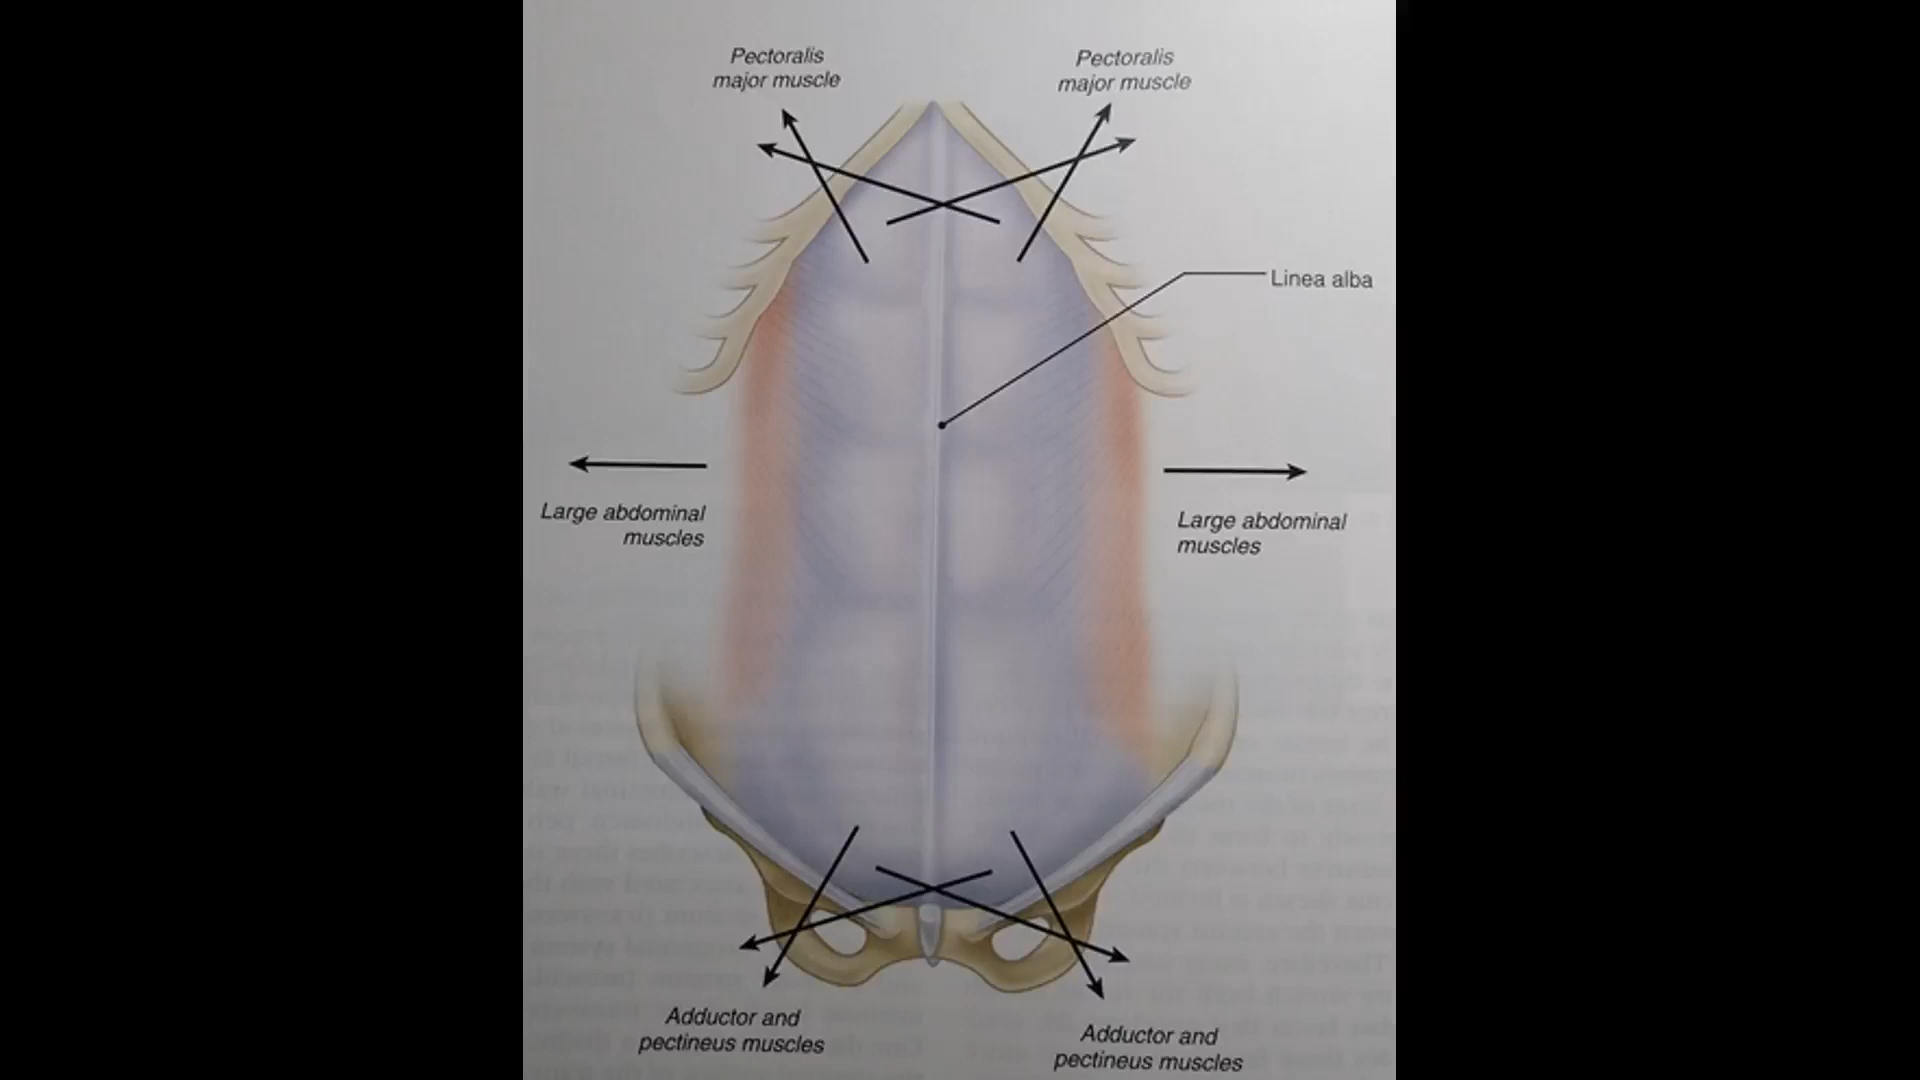 Pectoralis
major muscle
Pectoralis
major muscle
Linea alba
Large abdominal
muscles
Large abdominal
muscles
Adductor and
pectineus muscles
Adductor and
pectineus muscles